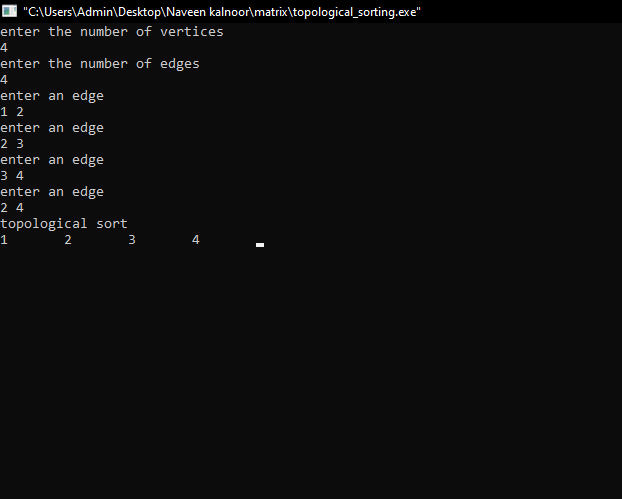 "C:\Users\Admin\Desktop\Naveen kalnoor\matrix\topological_sorting.exe"
enter the number of vertices
4
enter the number of edges
4
enter an edge
1 2
enter an edge
2 3
enter an edge
3 4
enter an edge
2 4
topological sort
1       2       3       4